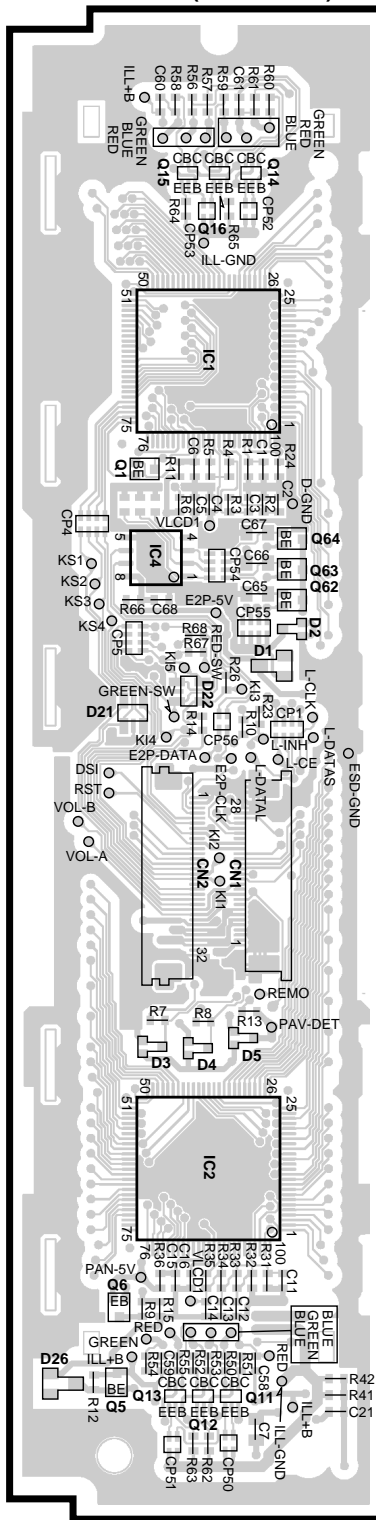 ILL+B
C60
R58
R56
R57
R59
C61
R61
R60
GREEN
BLUE
RED
GREEN
RED
BLUE
CBC CBC CBC
Q15
Q14
EEB EEB EEB
R64
Q16
R65
CP52
CP53
ILL-GND
50
51
26
25
IC1
75
76
100
1
Q1
BE
R11
C6
R5
R4
R1
C1
R24
R6
C5
C4
R3
C3
R2
C2
D-GND
CP4
VLCD1
C67
5
4
IC4
8
1
CP54
C66
C65
BE
Q64
BE
Q63
BE
Q62
KS1
KS2
KS3
KS4
R66
C68
E2P-5V
CP55
D2
CP5
R68
R67
RED-SW
D1
KI5
R26
GREEN-SW
D22
KI3
R23
L-CLK
D21
R14
R10
CP1
KI4
CP56
L-INH
L-DATAS
E2P-DATA
E2P-CLK
L-DATAL
L-CE
ESD-GND
DSI
RST
VOL-B
VOL-A
1
28
KI2
CN2
CN1
KI1
32
1
REMO
R7
R8
R13
PAV-DET
D3
D4
D5
50
51
26
25
IC2
75
76
100
1
PAN-5V
R36
C15
C16
VLCD1
R35
R34
R33
R32
R31
C11
Q6
EB
R9
R15
C14
C13
C12
RED
BLUE
GREEN
BLUE
GREEN
ILL+B
D26
R12
BE
Q5
R54
C59
R55
R52
R53
R50
R51
C58
RED
CBC CBC CBC
Q13
Q11
EEB EEB EEB
Q12
C7
ILL-GND
ILL+B
R42
R41
C21
CP51
R63
R62
CP50